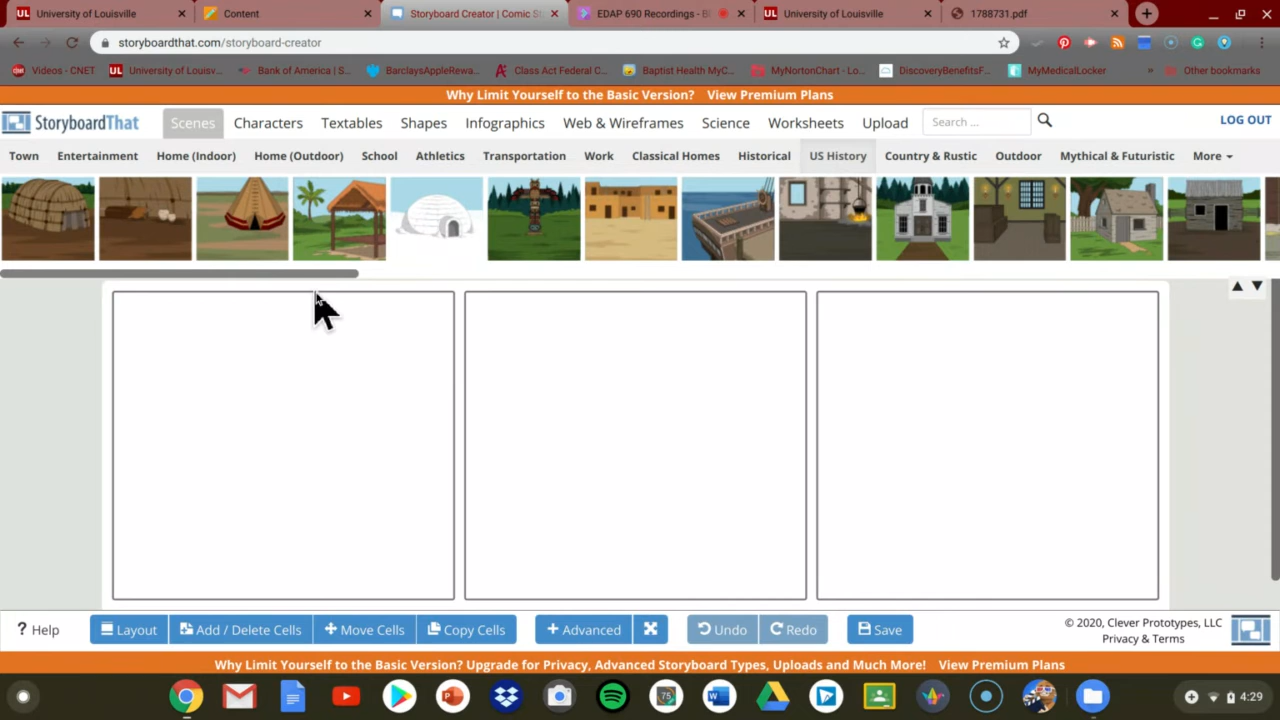 University of Louisville
Content
Storyboard Creator | Comic St
EDAP 690 Recordings - Bl
University of Louisville
1788731.pdf
storyboardthat.com/storyboard-creator
Videos - CNET
University of Louisv...
Bank of America | S...
BarclaysAppleRewa...
Class Act Federal C...
Baptist Health MyC...
MyNortonChart - Lo...
DiscoveryBenefitsF...
MyMedicalLocker
»
Other bookmarks
Why Limit Yourself to the Basic Version? View Premium Plans
StoryboardThat
Scenes
Characters
Textables
Shapes
Infographics
Web & Wireframes
Science
Worksheets
Upload
Search ...
LOG OUT
Town
Entertainment
Home (Indoor)
Home (Outdoor)
School
Athletics
Transportation
Work
Classical Homes
Historical
US History
Country & Rustic
Outdoor
Mythical & Futuristic
More
? Help
Layout
Add / Delete Cells
Move Cells
Copy Cells
+ Advanced
Undo
Redo
Save
© 2020, Clever Prototypes, LLC
Privacy & Terms
Why Limit Yourself to the Basic Version? Upgrade for Privacy, Advanced Storyboard Types, Uploads and Much More! View Premium Plans
75
4:29